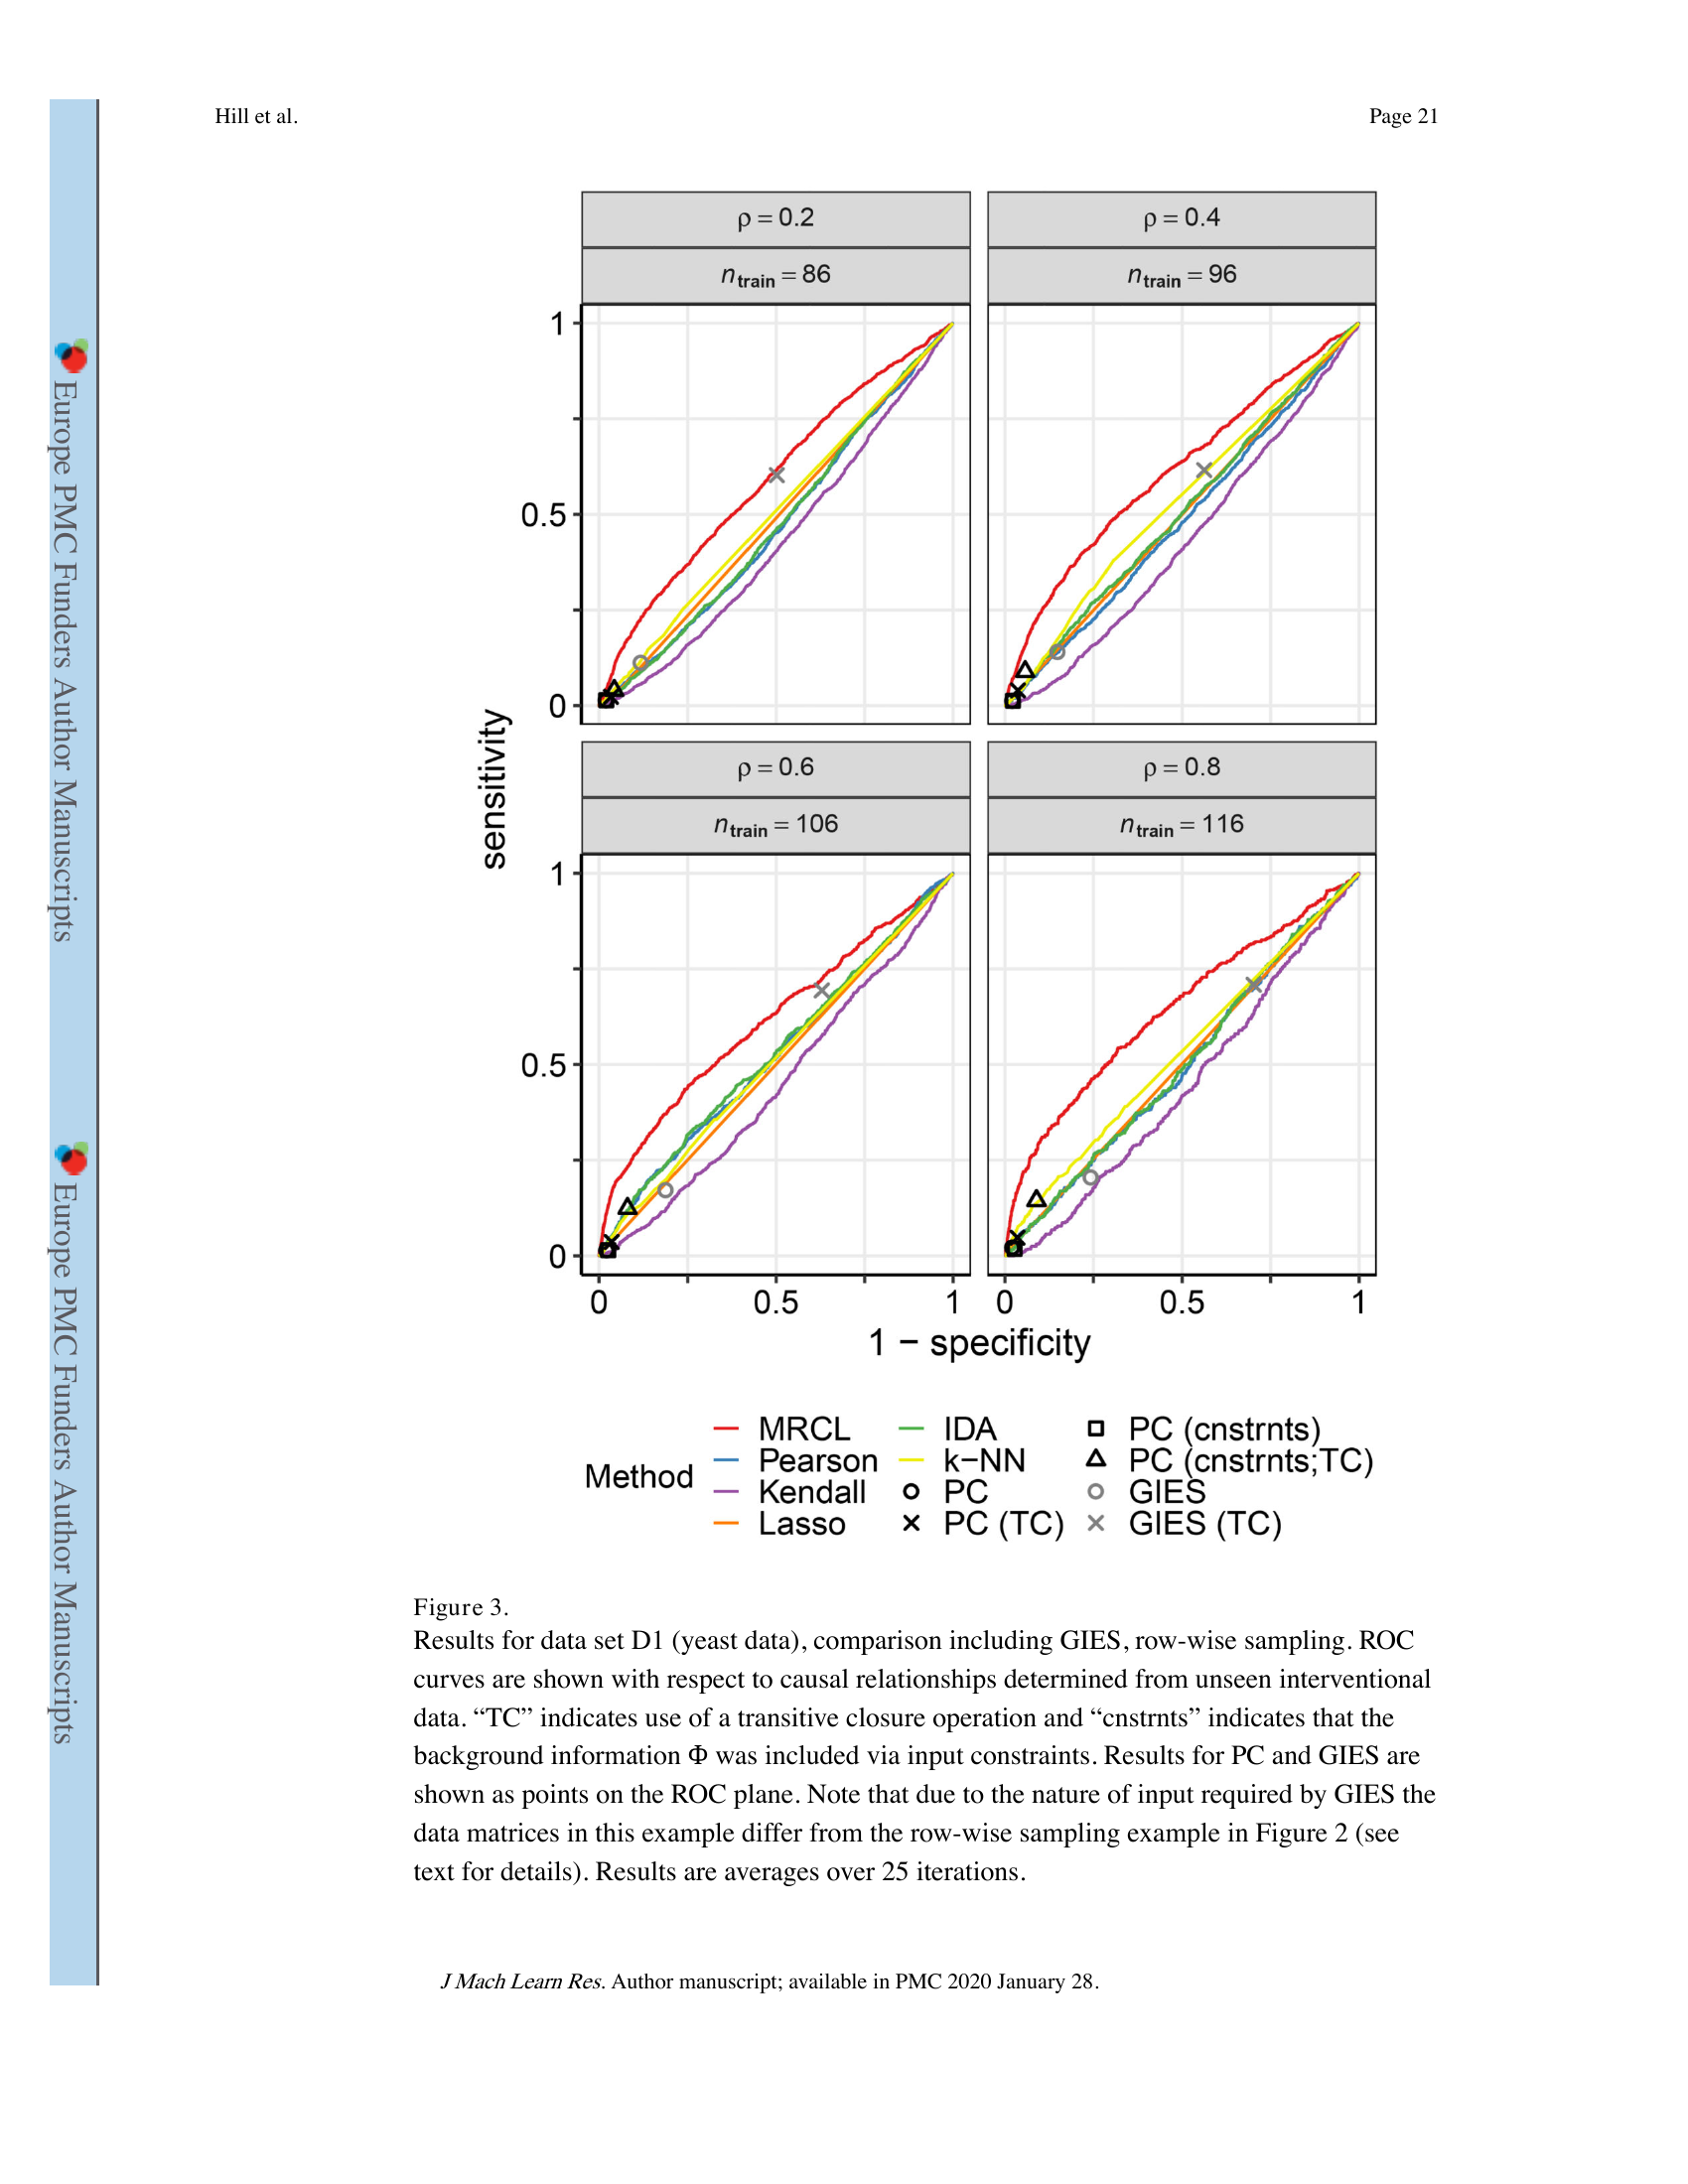 Hill et al.
Page 21
Europe PMC Funders Author Manuscripts
Europe PMC Funders Author Manuscripts
ρ = 0.2
ρ = 0.4
ntrain = 86
ntrain = 96
1
0.5
0
sensitivity
ρ = 0.6
ρ = 0.8
ntrain = 106
ntrain = 116
1
0.5
0
0 0.5 1 0 0.5 1
1 − specificity
Method
MRCL
Pearson
Kendall
Lasso
IDA
k−NN
PC
PC (TC)
PC (cnstrnts)
PC (cnstrnts;TC)
GIES
GIES (TC)
Figure 3.
Results for data set D1 (yeast data), comparison including GIES, row-wise sampling. ROC
curves are shown with respect to causal relationships determined from unseen interventional
data. “TC” indicates use of a transitive closure operation and “cnstrnts” indicates that the
background information Φ was included via input constraints. Results for PC and GIES are
shown as points on the ROC plane. Note that due to the nature of input required by GIES the
data matrices in this example differ from the row-wise sampling example in Figure 2 (see
text for details). Results are averages over 25 iterations.
J Mach Learn Res. Author manuscript; available in PMC 2020 January 28.